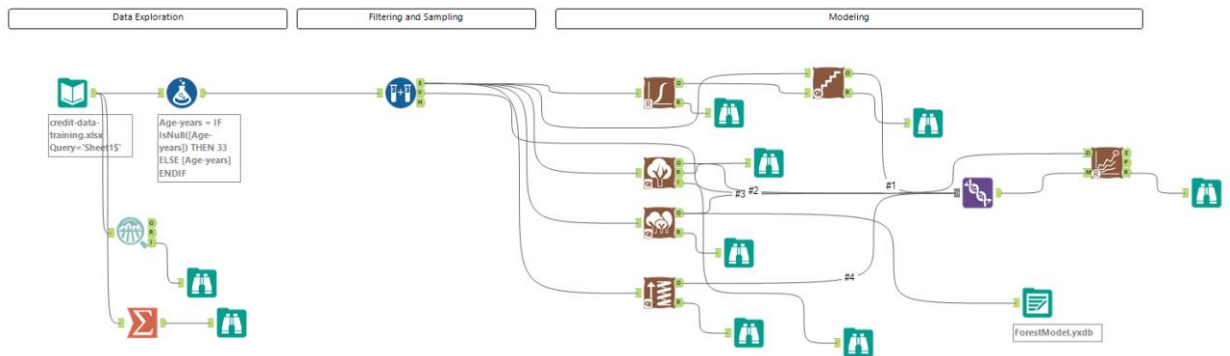 Data Exploration
Filtering and Sampling
Modeling
credit-data-
training.xlsx
Query=`Sheet1$`
Age-years = IF
IsNull([Age-
years]) THEN 33
ELSE [Age-years]
ENDIF
E
V
H
O
R
I
R
O
R
O
R
O
R
I
O
R
O
R
#1
#2
#3
#4
D
M
R
E
P
R
ForestModel.yxdb